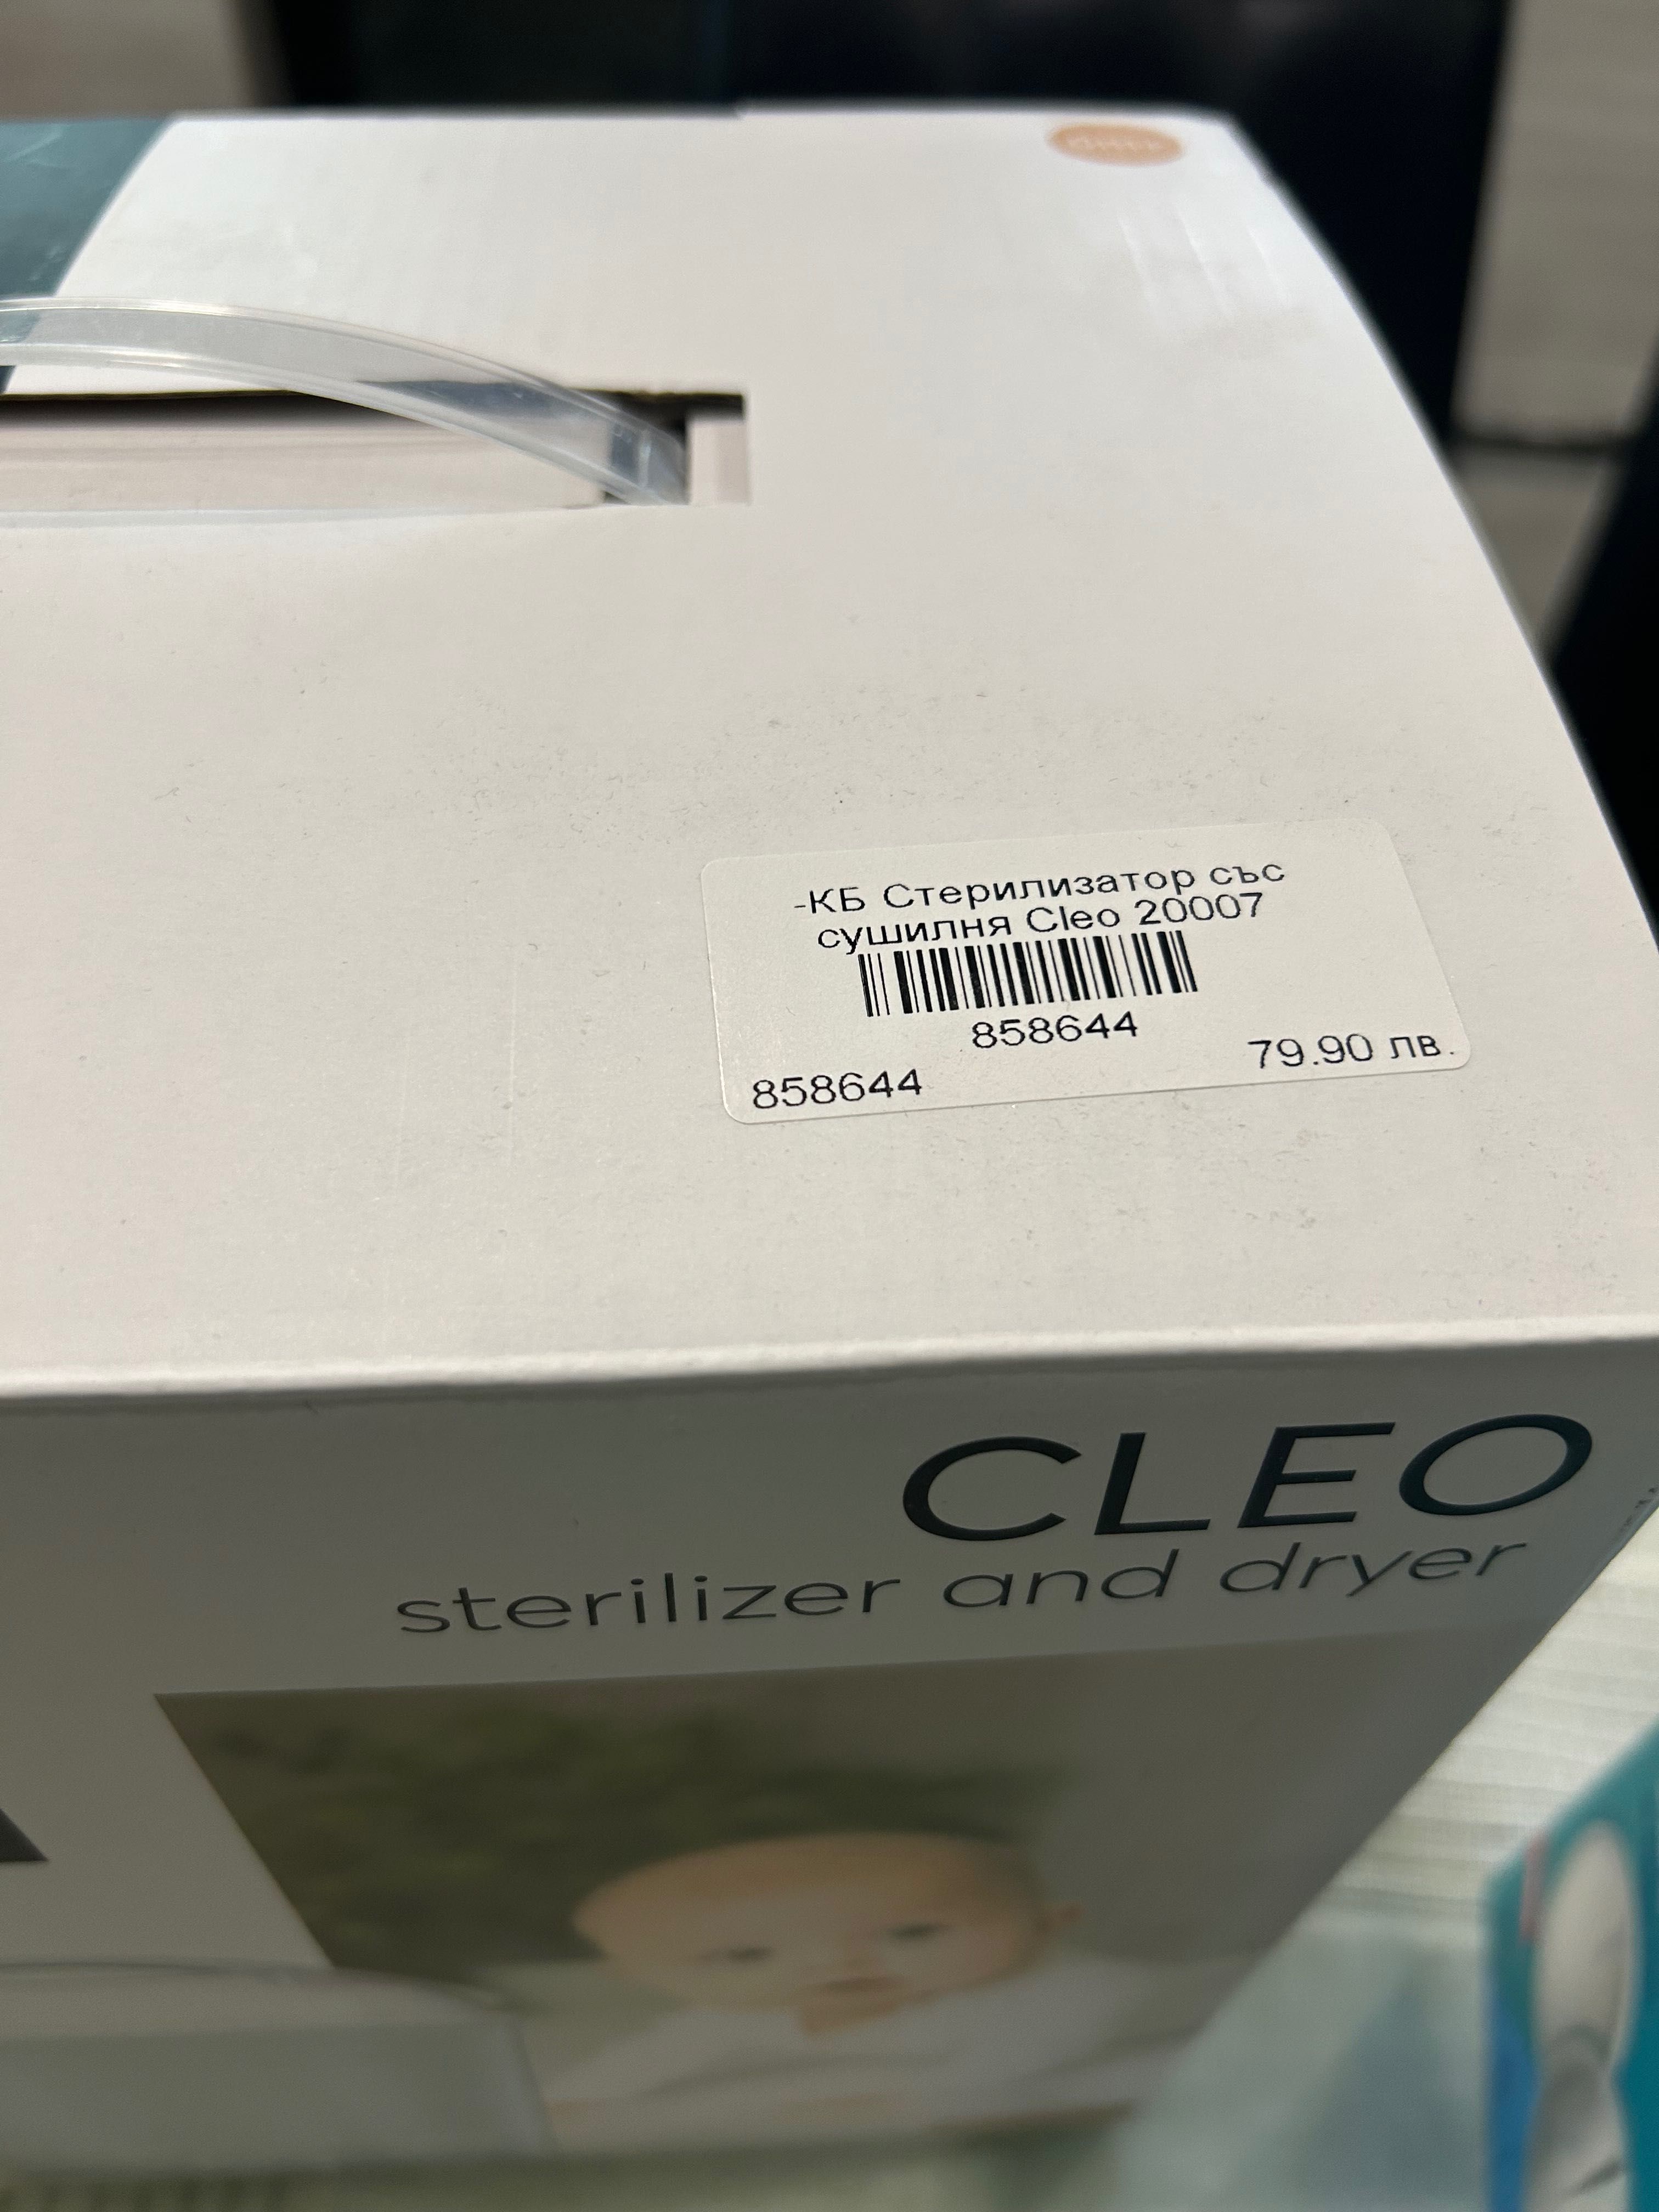 -КБ Стерилизатор със
сушилня Cleo 20007
858644
858644 79.90 лв.
CLEO
sterilizer and dryer